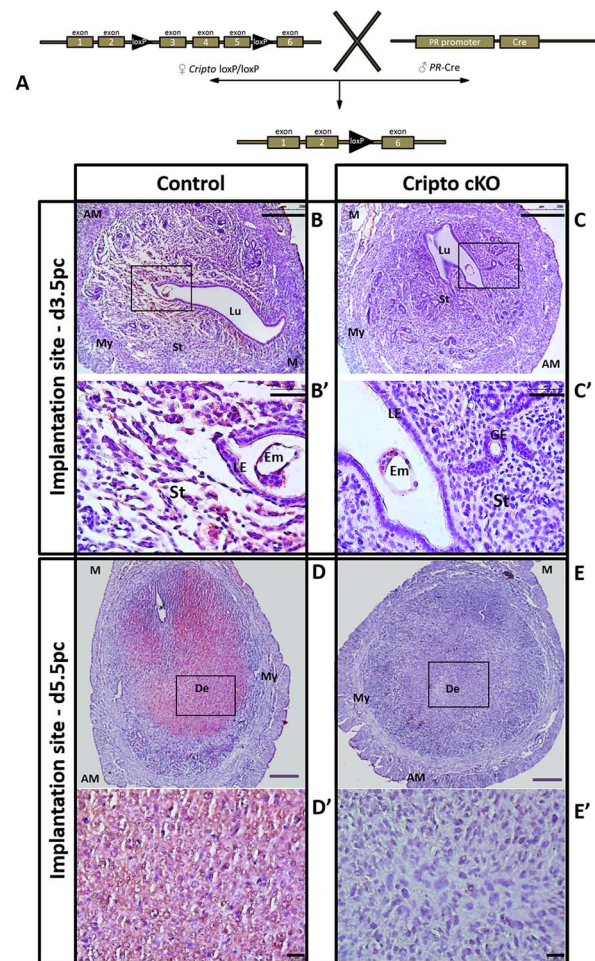 exon exon exon exon exon exon
1 2 loxP 3 4 5 loxP 6
PR promoter Cre
♀ Cripto loxP/loxP
♂ PR-Cre
A
exon exon exon
1 2 loxP 6
Control
Cripto cKO
Implantation site - d3.5pc
AM
B
Lu
My
St
M
M
C
Lu
St
My
AM
B'
Em
LE
St
C'
LE
GE
Em
St
Implantation site - d5.5pc
M
D
My
De
AM
E
M
My
De
AM
D'
E'